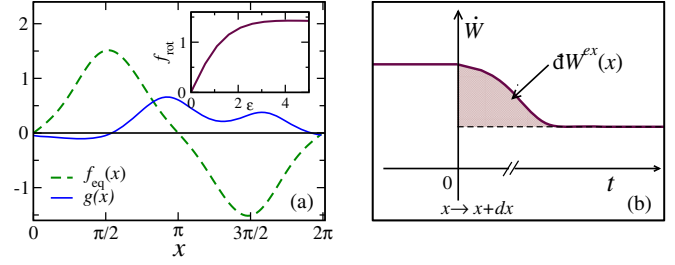 2
1
0
-1
f_rot
1
0
0
2
ε
4
f_eq(x)
g(x)
(a)
0
π/2
π
3π/2
2π
x
Ẇ
đW^ex(x)
0
t
x → x+dx
(b)